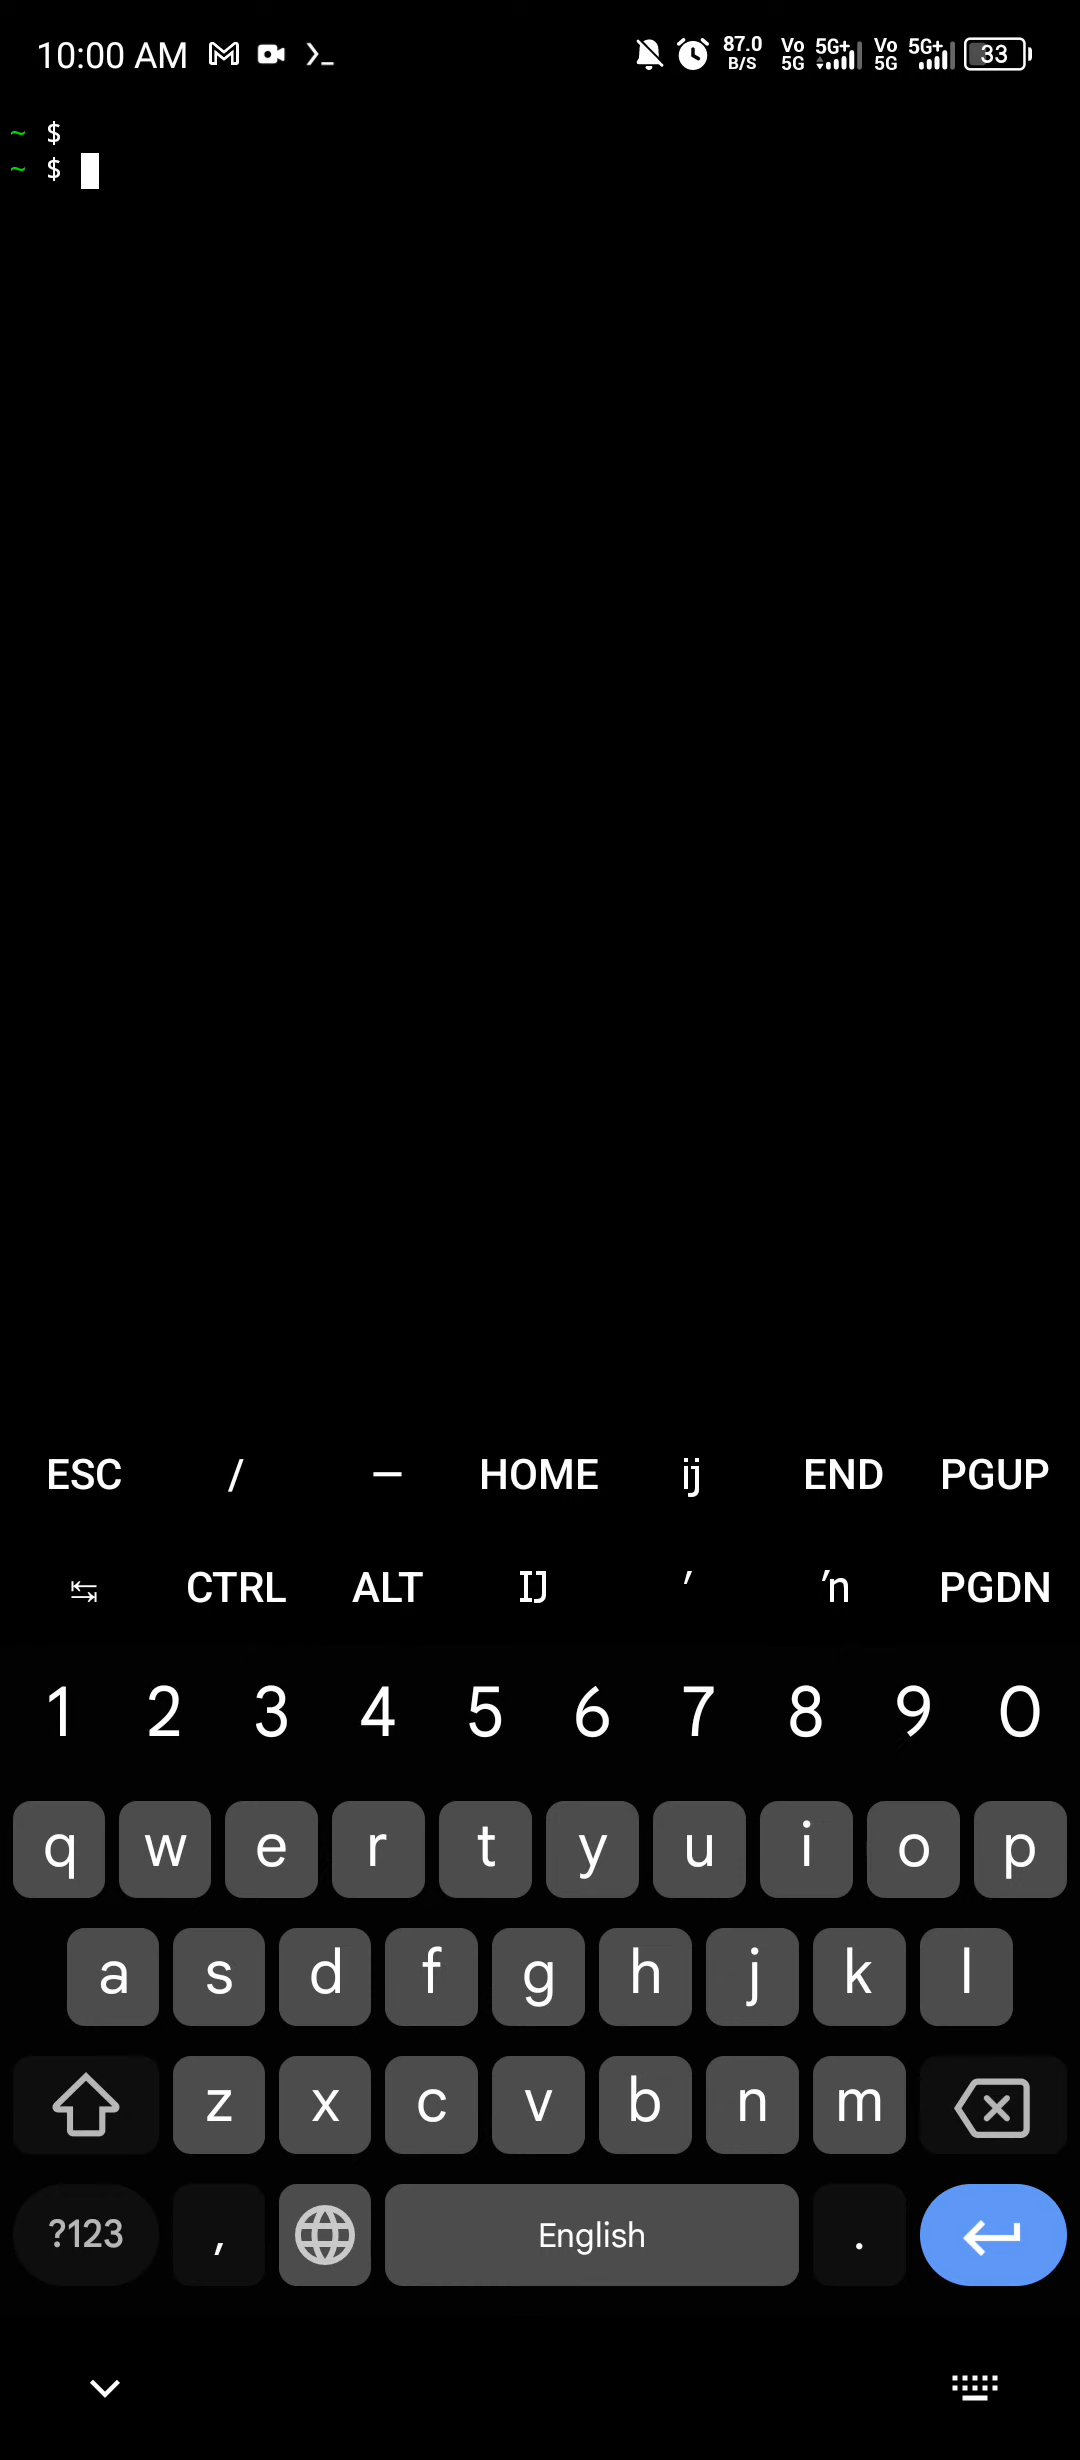 10:00 AM 87.0 B/S Vo 5G 5G+ Vo 5G 5G+ 33
~ $
~ $
ESC / — HOME ĳ END PGUP
↹ CTRL ALT IJ ′ ŉ PGDN
1 2 3 4 5 6 7 8 9 0
q w e r t y u i o p
a s d f g h j k l
z x c v b n m
?123 , English .